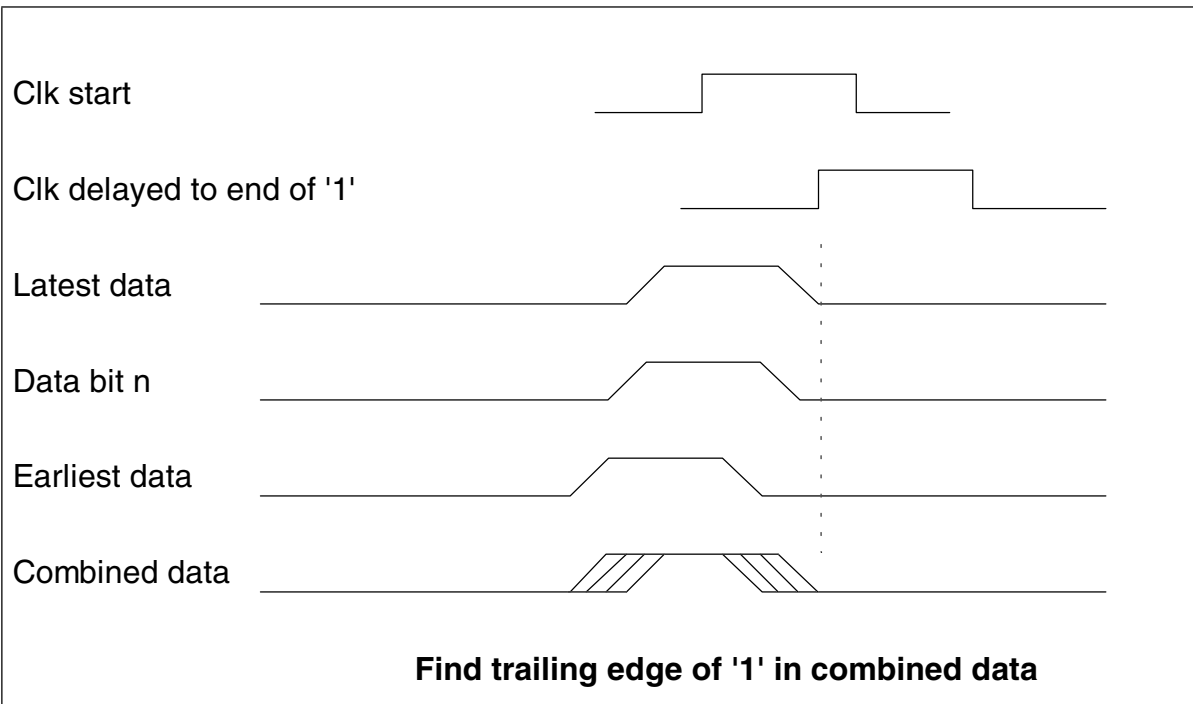 Clk start
Clk delayed to end of '1'
Latest data
Data bit n
Earliest data
Combined data
Find trailing edge of '1' in combined data